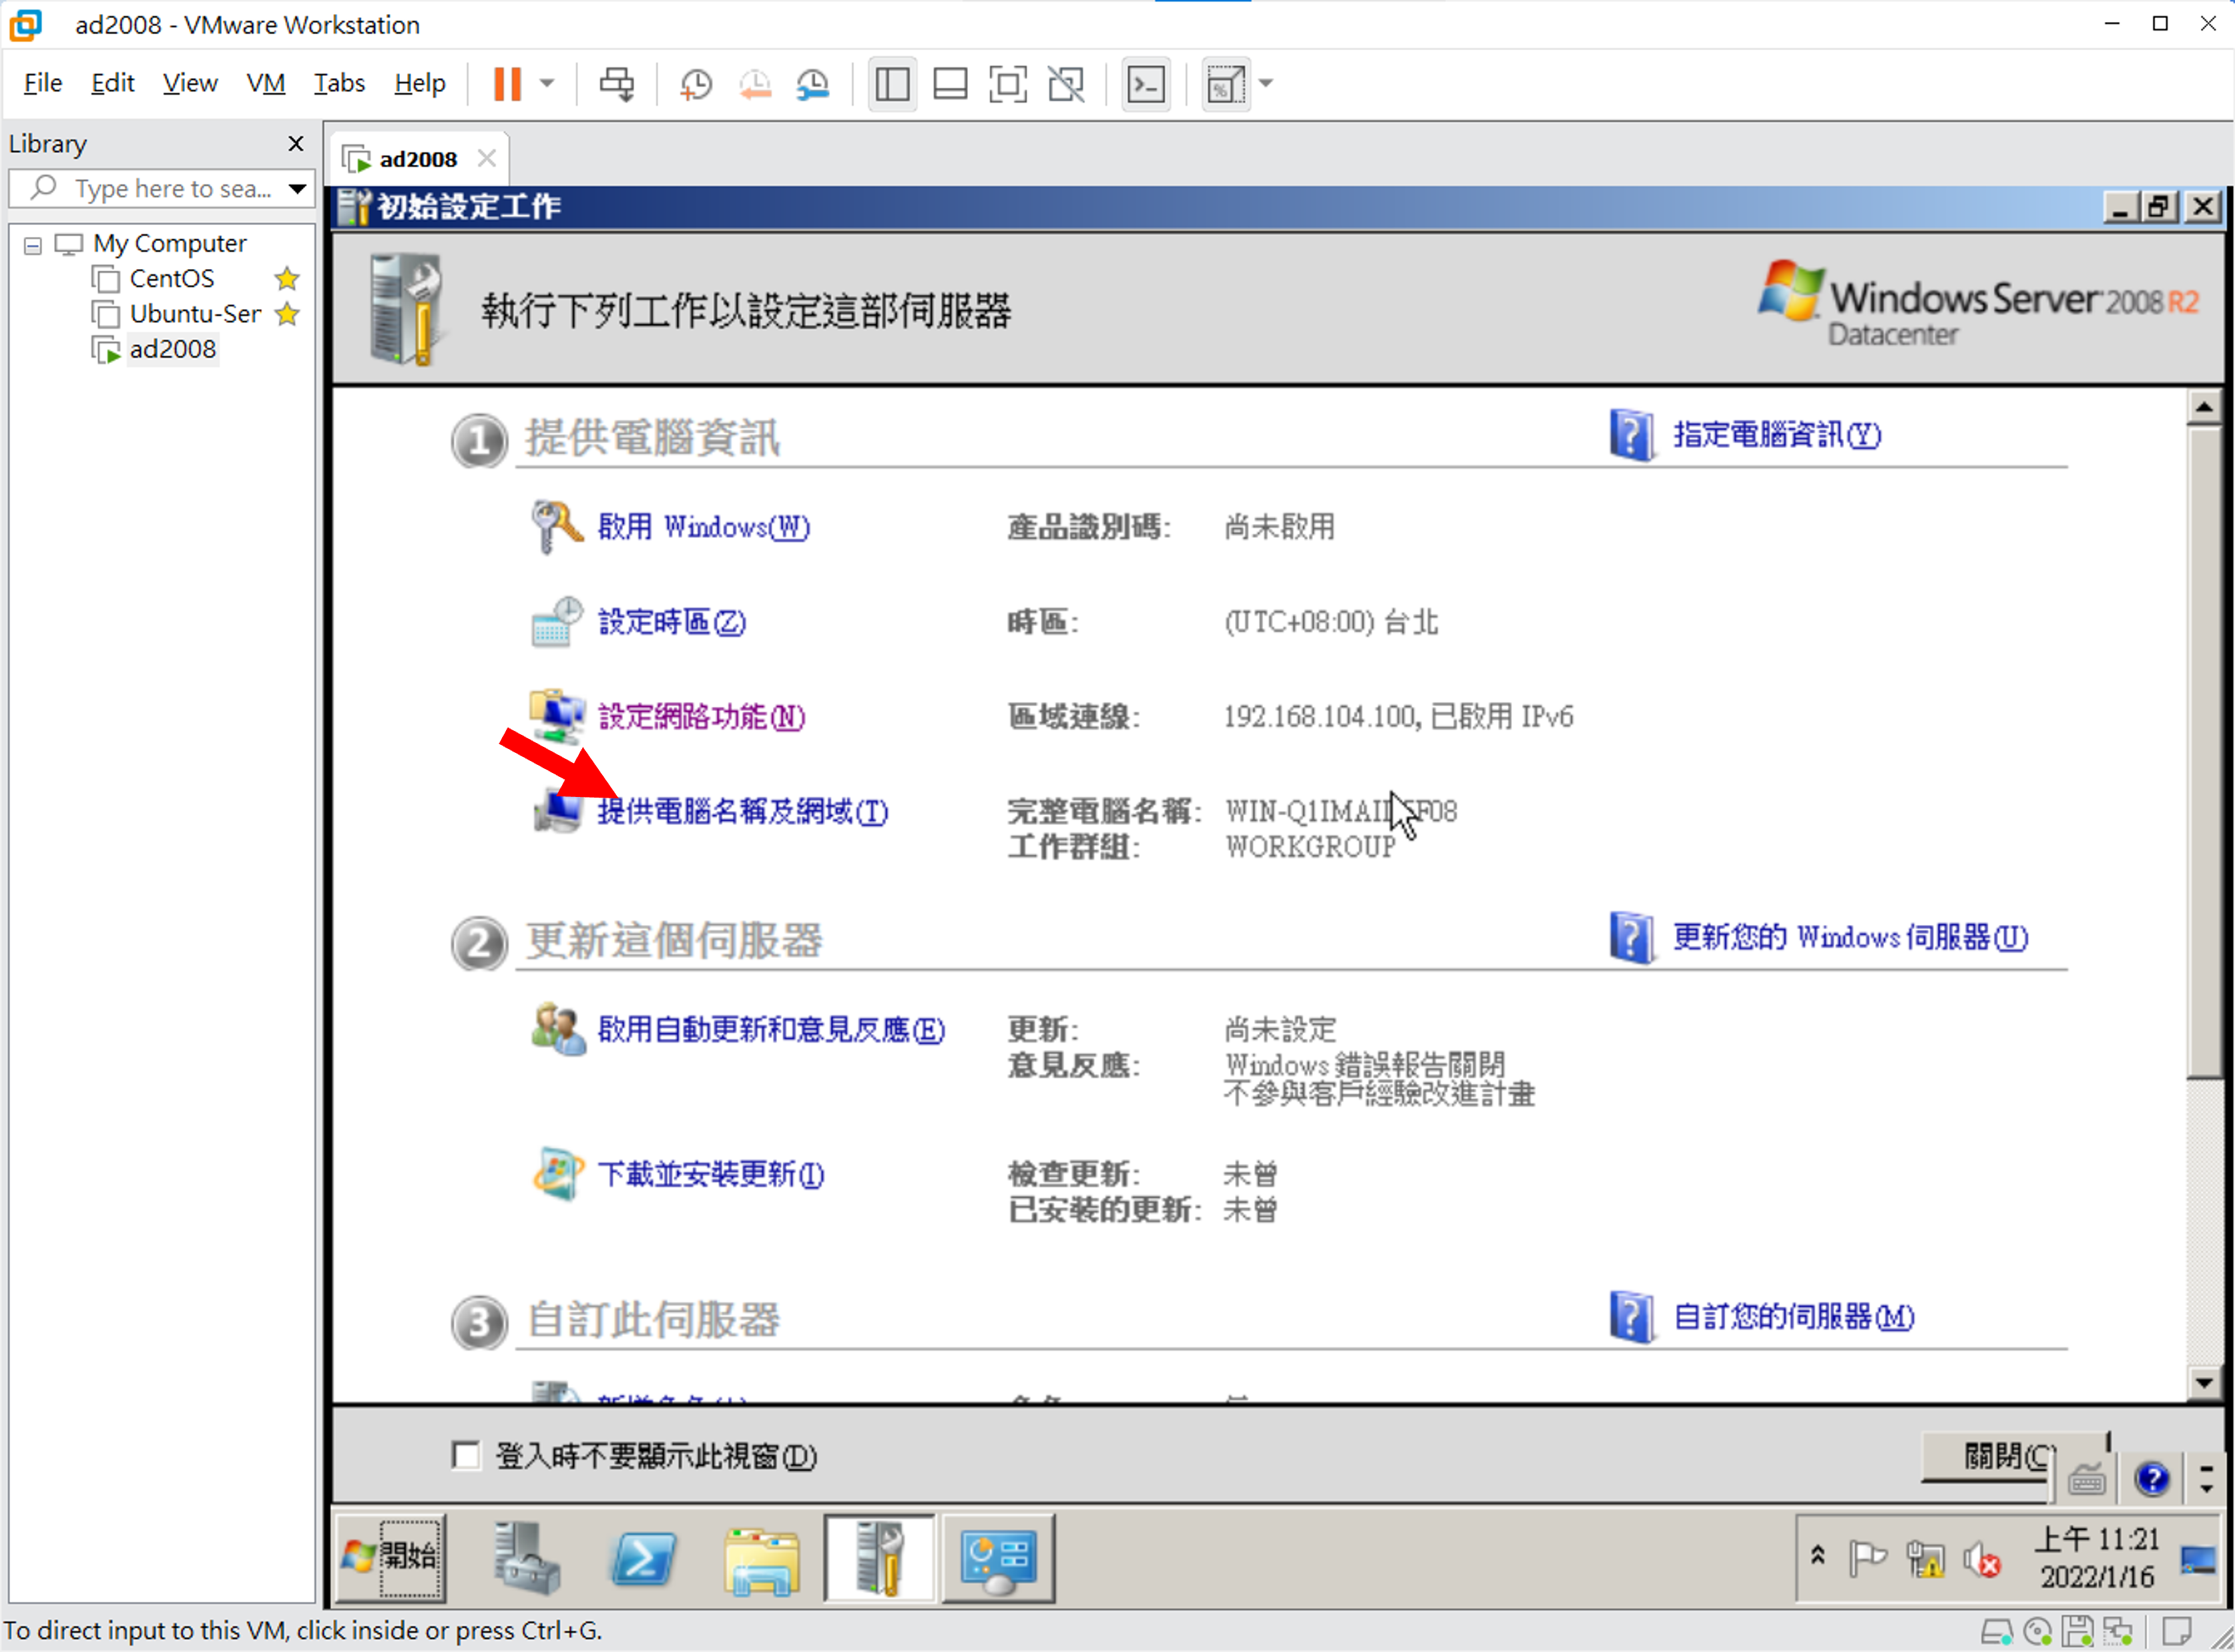 ad2008 - VMware Workstation
File Edit View VM Tabs Help
Library
Type here to sea...
My Computer
CentOS
Ubuntu-Ser
ad2008
ad2008
初始設定工作
執行下列工作以設定這部伺服器
Windows Server 2008 R2
Datacenter
1 提供電腦資訊 指定電腦資訊(Y)
啟用 Windows(W) 產品識別碼: 尚未啟用
設定時區(Z) 時區: (UTC+08:00) 台北
設定網路功能(N) 區域連線: 192.168.104.100, 已啟用 IPv6
提供電腦名稱及網域(T) 完整電腦名稱:
工作群組: WORKGROUP
2 更新這個伺服器 更新您的 Windows 伺服器(U)
啟用自動更新和意見反應(E) 更新: 尚未設定
意見反應: Windows 錯誤報告關閉
不參與客戶經驗改進計畫
下載並安裝更新(I) 檢查更新: 未曾
已安裝的更新: 未曾
3 自訂此伺服器 自訂您的伺服器(M)
登入時不要顯示此視窗(D)
關閉(C
開始
上午 11:21
2022/1/16
To direct input to this VM, click inside or press Ctrl+G.